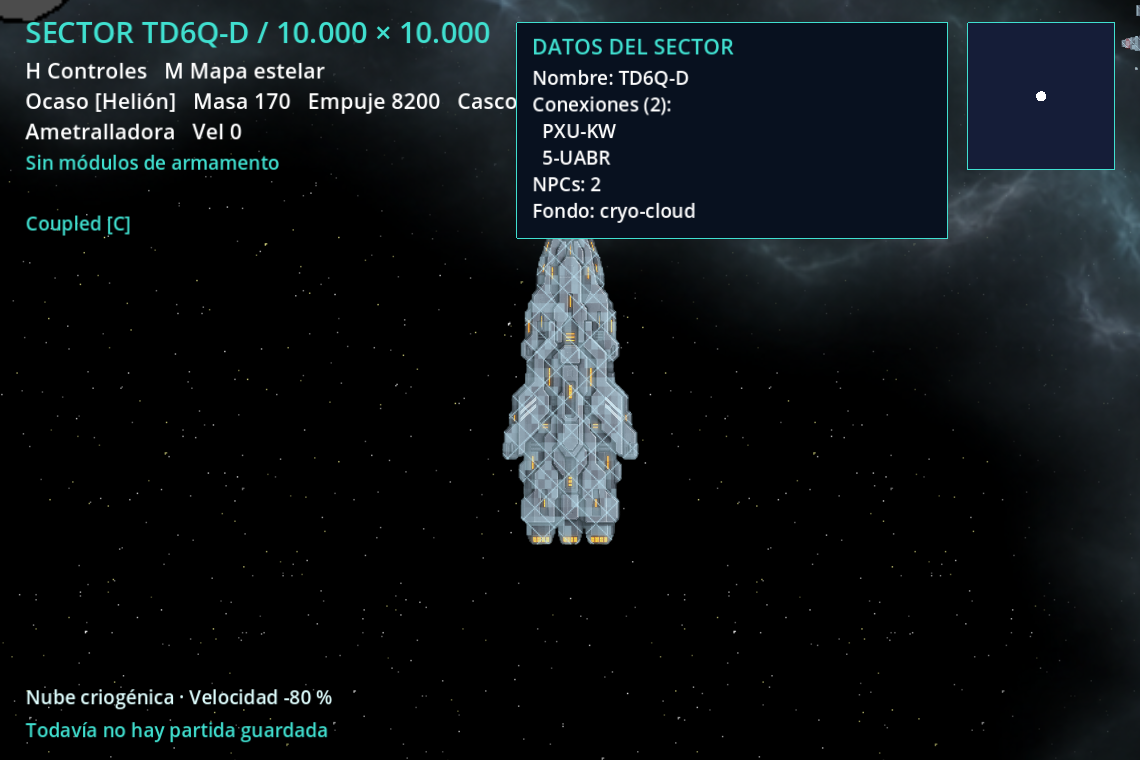 SECTOR TD6Q-D / 10.000 × 10.000
H Controles   M Mapa estelar
Ocaso [Helión]   Masa 170   Empuje 8200   Casco
Ametralladora   Vel 0
Sin módulos de armamento
Coupled [C]
DATOS DEL SECTOR
Nombre: TD6Q-D
Conexiones (2):
PXU-KW
5-UABR
NPCs: 2
Fondo: cryo-cloud
Nube criogénica · Velocidad -80 %
Todavía no hay partida guardada